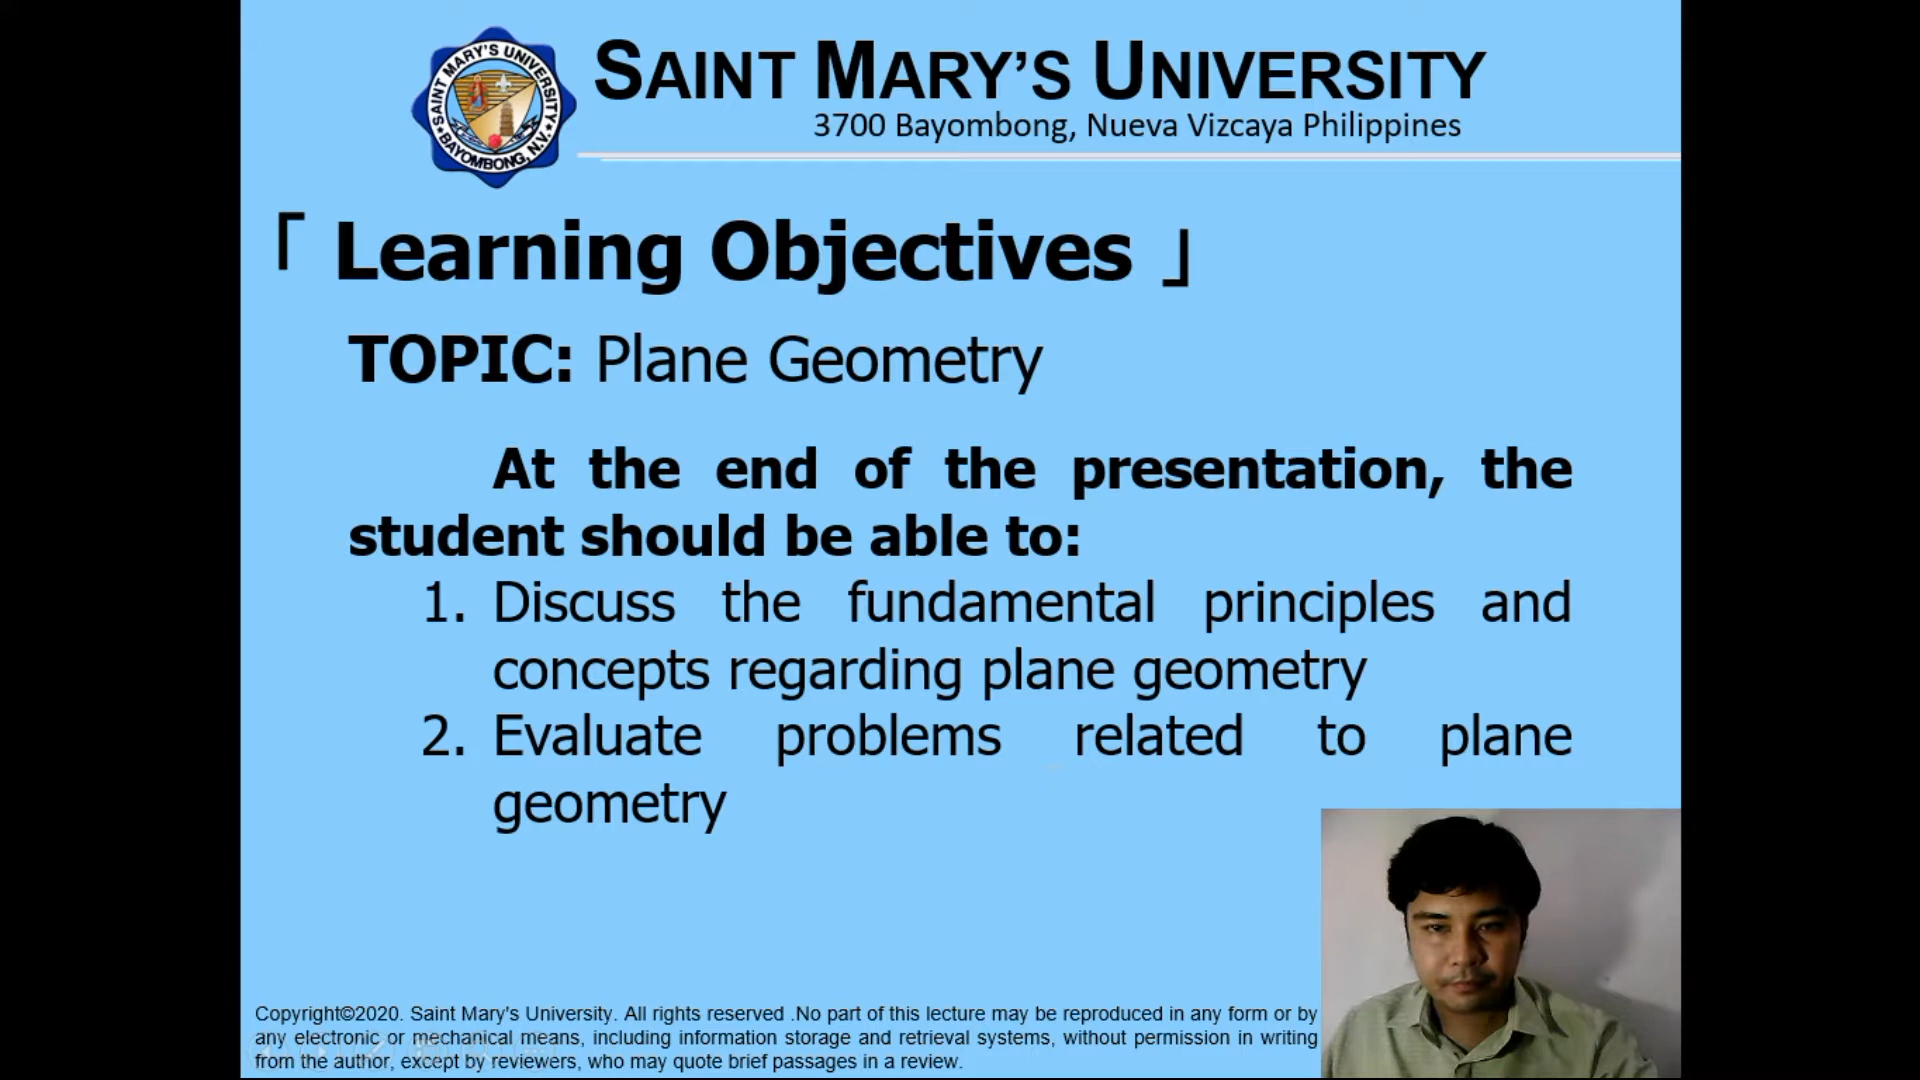 SAINT MARY'S UNIVERSITY
SAINT MARY'S UNIVERSITY
BAYOMBONG, N.V.
3700 Bayombong, Nueva Vizcaya Philippines
「 Learning Objectives 」
TOPIC: Plane Geometry
At the end of the presentation, the
student should be able to:
1. Discuss the fundamental principles and
concepts regarding plane geometry
2. Evaluate problems related to plane
geometry
Copyright©2020. Saint Mary's University. All rights reserved .No part of this lecture may be reproduced in any form or by
any electronic or mechanical means, including information storage and retrieval systems, without permission in writing
from the author, except by reviewers, who may quote brief passages in a review.